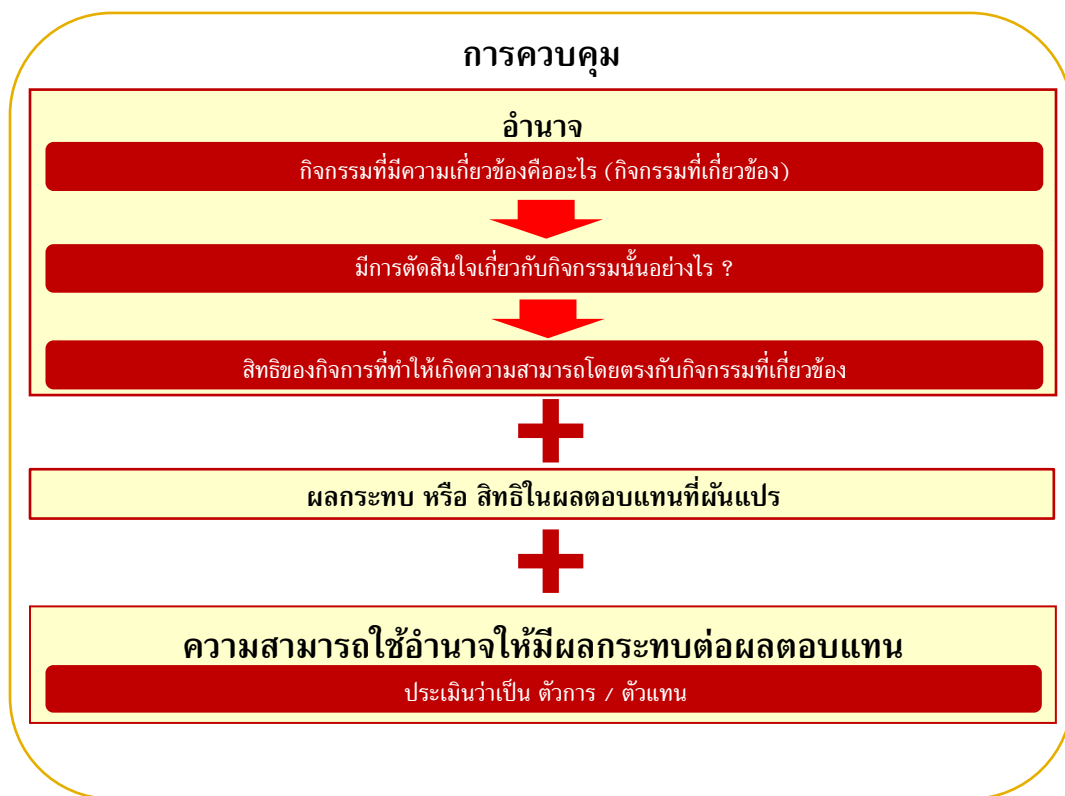 การควบคุม
อำนาจ
กิจกรรมที่มีความเกี่ยวข้องคืออะไร (กิจกรรมที่เกี่ยวข้อง)
มีการตัดสินใจเกี่ยวกับกิจกรรมนั้นอย่างไร ?
สิทธิของกิจการที่ทำให้เกิดความสามารถโดยตรงกับกิจกรรมที่เกี่ยวข้อง
ผลกระทบ หรือ สิทธิในผลตอบแทนที่ผันแปร
ความสามารถใช้อำนาจให้มีผลกระทบต่อผลตอบแทน
ประเมินว่าเป็น ตัวการ / ตัวแทน